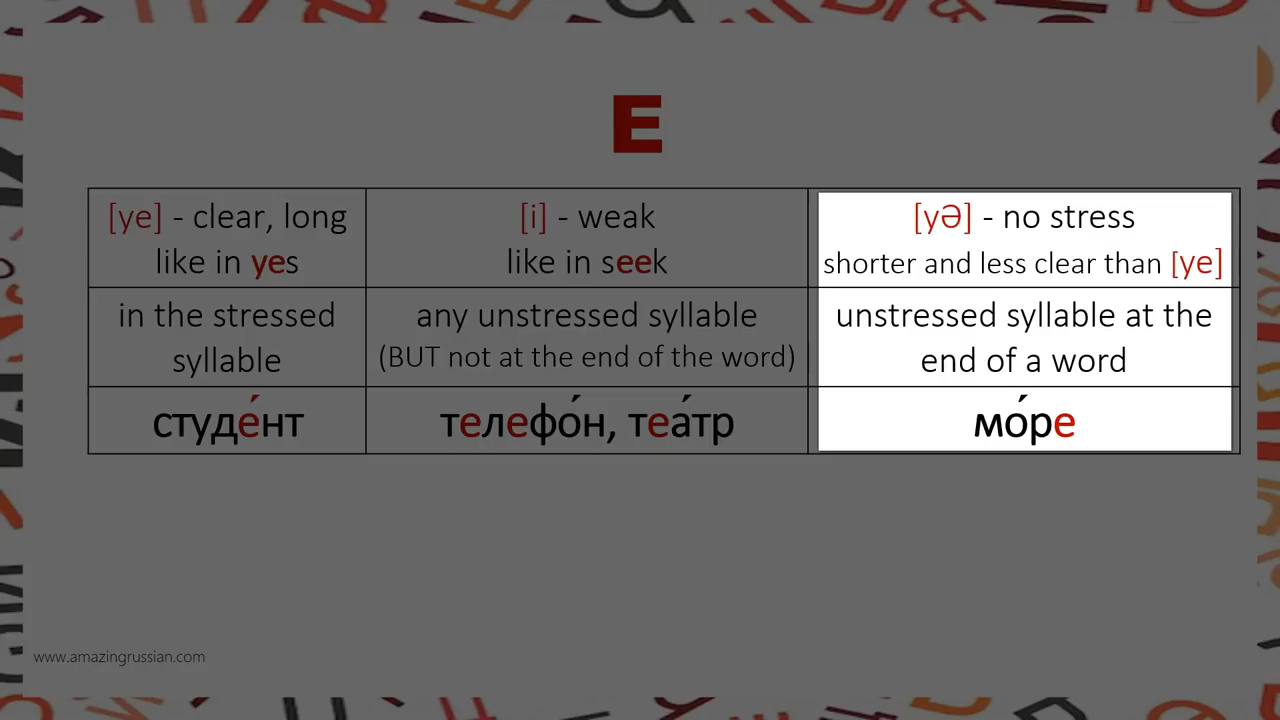 Е
[ye] - clear, long
like in yes
[i] - weak
like in seek
[yƏ] - no stress
shorter and less clear than [ye]
in the stressed
syllable
any unstressed syllable
(BUT not at the end of the word)
unstressed syllable at the
end of a word
студе́нт
телефо́н, теа́тр
мо́ре
www.amazingrussian.com